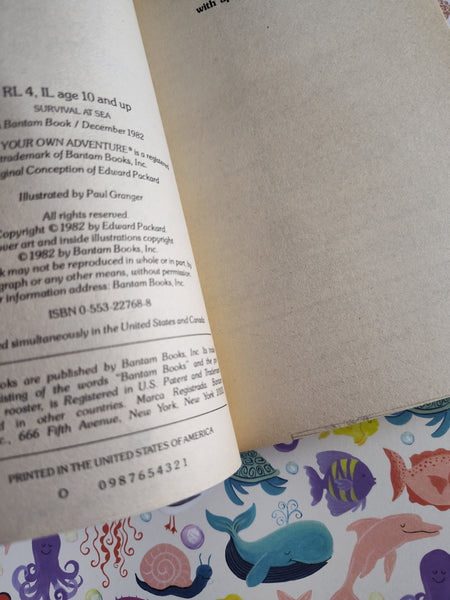 RL 4, IL age 10 and up
SURVIVAL AT SEA
Bantam Book / December 1982
YOUR OWN ADVENTURE® is a registered
trademark of Bantam Books, Inc.
Conception of Edward Packard
Illustrated by Paul Granger
All rights reserved.
Copyright © 1982 by Edward Packard
art and inside illustrations copyright
© 1982 by Bantam Books, Inc.
may not be reproduced in whole or in part, by
or any other means, without permission.
information address: Bantam Books, Inc.
ISBN 0-553-22768-8
simultaneously in the United States and Canada
are published by Bantam Books, Inc. Its
of the words "Bantam Books" and the
rooster, is Registered in U.S. Patent and
in other countries. Marca Registrada. Bantam
666 Fifth Avenue, New York, New York
PRINTED IN THE UNITED STATES OF AMERICA
O 0987654321
with